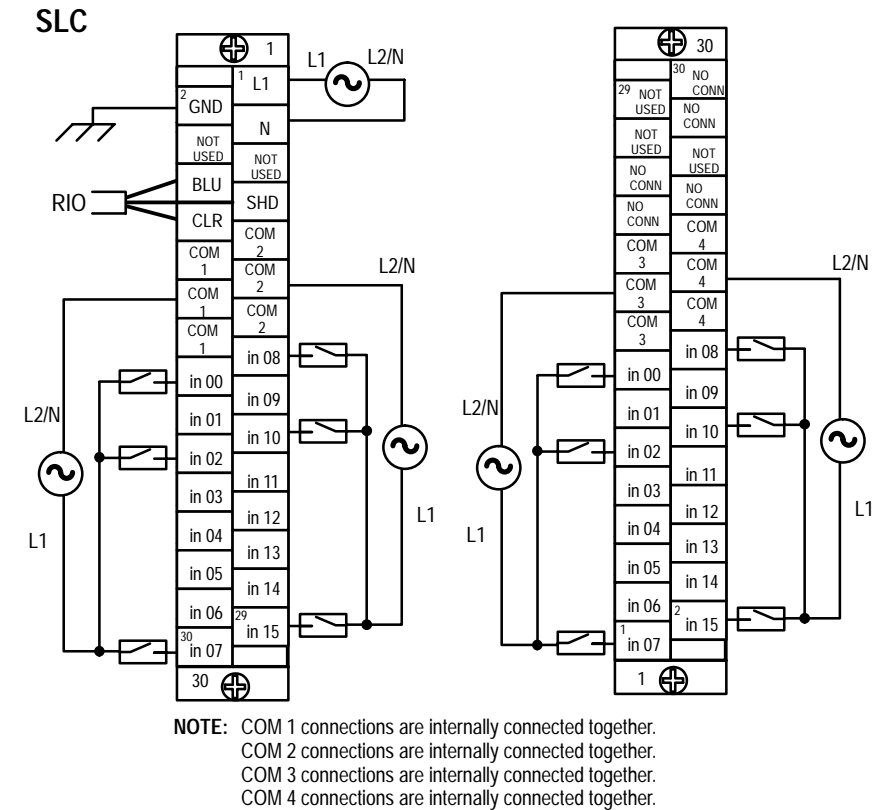 SLC
1
L1
L2/N
1
L1
2
GND
N
NOT
USED
NOT
USED
BLU
SHD
RIO
CLR
COM
2
COM
1
COM
2
L2/N
COM
1
COM
2
COM
1
in 08
in 00
in 09
L2/N
in 01
in 10
in 02
in 11
in 03
in 12
L1
L1
in 04
in 13
in 05
in 14
in 06
29
in 15
30
in 07
30
30
30
NO
CONN
29
NOT
USED
NO
CONN
NOT
USED
NOT
USED
NO
CONN
NO
CONN
NO
CONN
COM
4
COM
3
COM
4
L2/N
COM
3
COM
4
COM
3
in 08
in 00
in 09
L2/N
in 01
in 10
in 02
in 11
in 03
in 12
L1
L1
in 04
in 13
in 05
in 14
in 06
2
in 15
1
in 07
1
NOTE: COM 1 connections are internally connected together.
COM 2 connections are internally connected together.
COM 3 connections are internally connected together.
COM 4 connections are internally connected together.